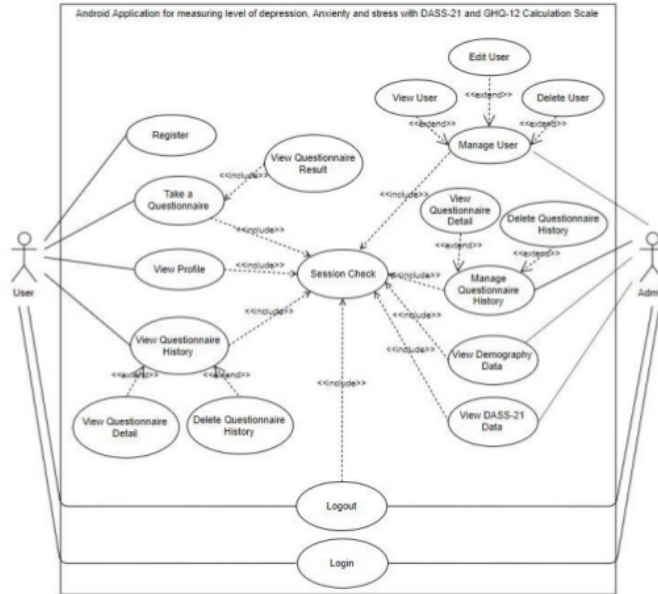 Android Application for measuring level of depression, Anxienty and stress with DASS-21 and GHQ-12 Calculation Scale
Edit User
View User
<<extend>>
Delete User
<<extend>>
<<extend>>
Register
Manage User
View Questionnaire
Result
<<include>>
Take a
Questionnaire
<<include>>
View
Questionnaire
Detail
Delete Questionnaire
History
<<include>>
<<extend>>
<<extend>>
User
View Profile
<<include>>
Session Check
<<include>>
Manage
Questionnaire
History
Admi
<<include>>
View Questionnaire
History
<<include>>
<<include>>
View Demography
Data
<<extend>>
<<extend>>
<<include>>
View Questionnaire
Detail
Delete Questionnaire
History
View DASS-21
Data
Logout
Login